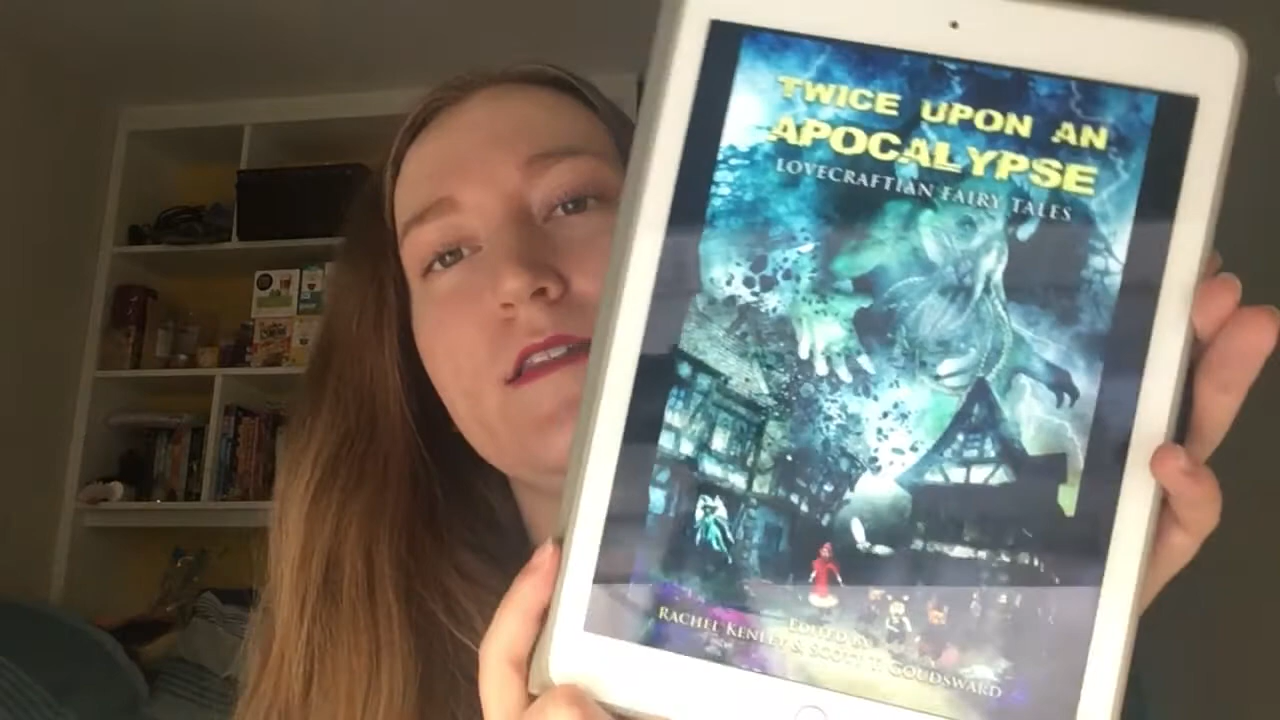 TWICE UPON AN
APOCALYPSE
LOVECRAFTIAN FAIRY TALES
EDITED BY
RACHEL KENLEY & SCOTT T. GOUDSWARD